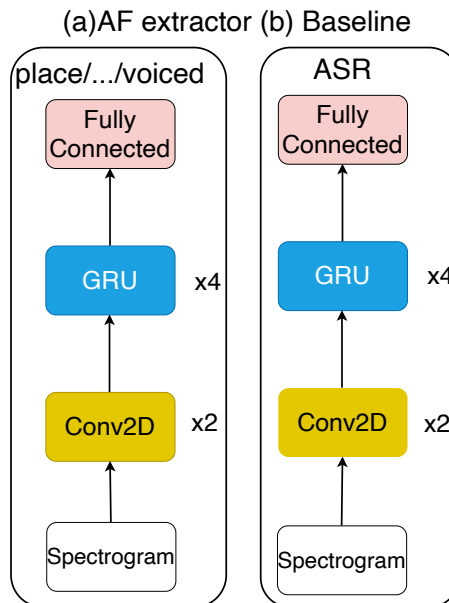 (a)AF extractor (b) Baseline
place/.../voiced
Fully
Connected
GRU
x4
Conv2D
x2
Spectrogram
ASR
Fully
Connected
GRU
x4
Conv2D
x2
Spectrogram